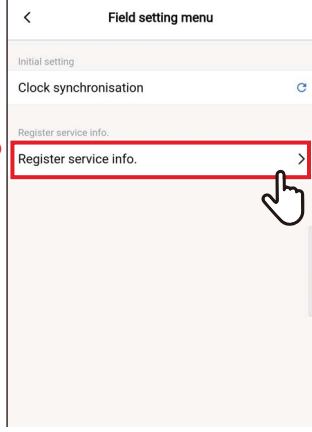 Field setting menu
Initial setting
Clock synchronisation
Register service info.
Register service info.